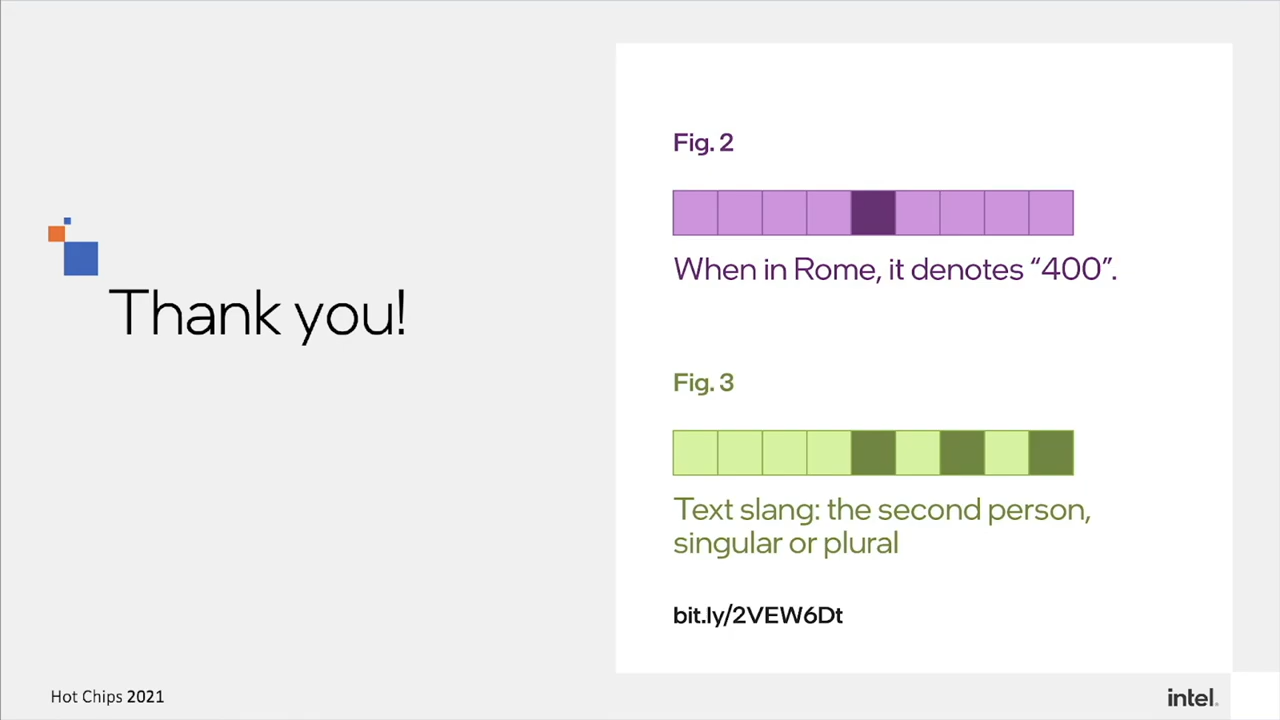 Thank you!
Fig. 2
When in Rome, it denotes “400”.
Fig. 3
Text slang: the second person,
singular or plural
bit.ly/2VEW6Dt
Hot Chips 2021
intel.